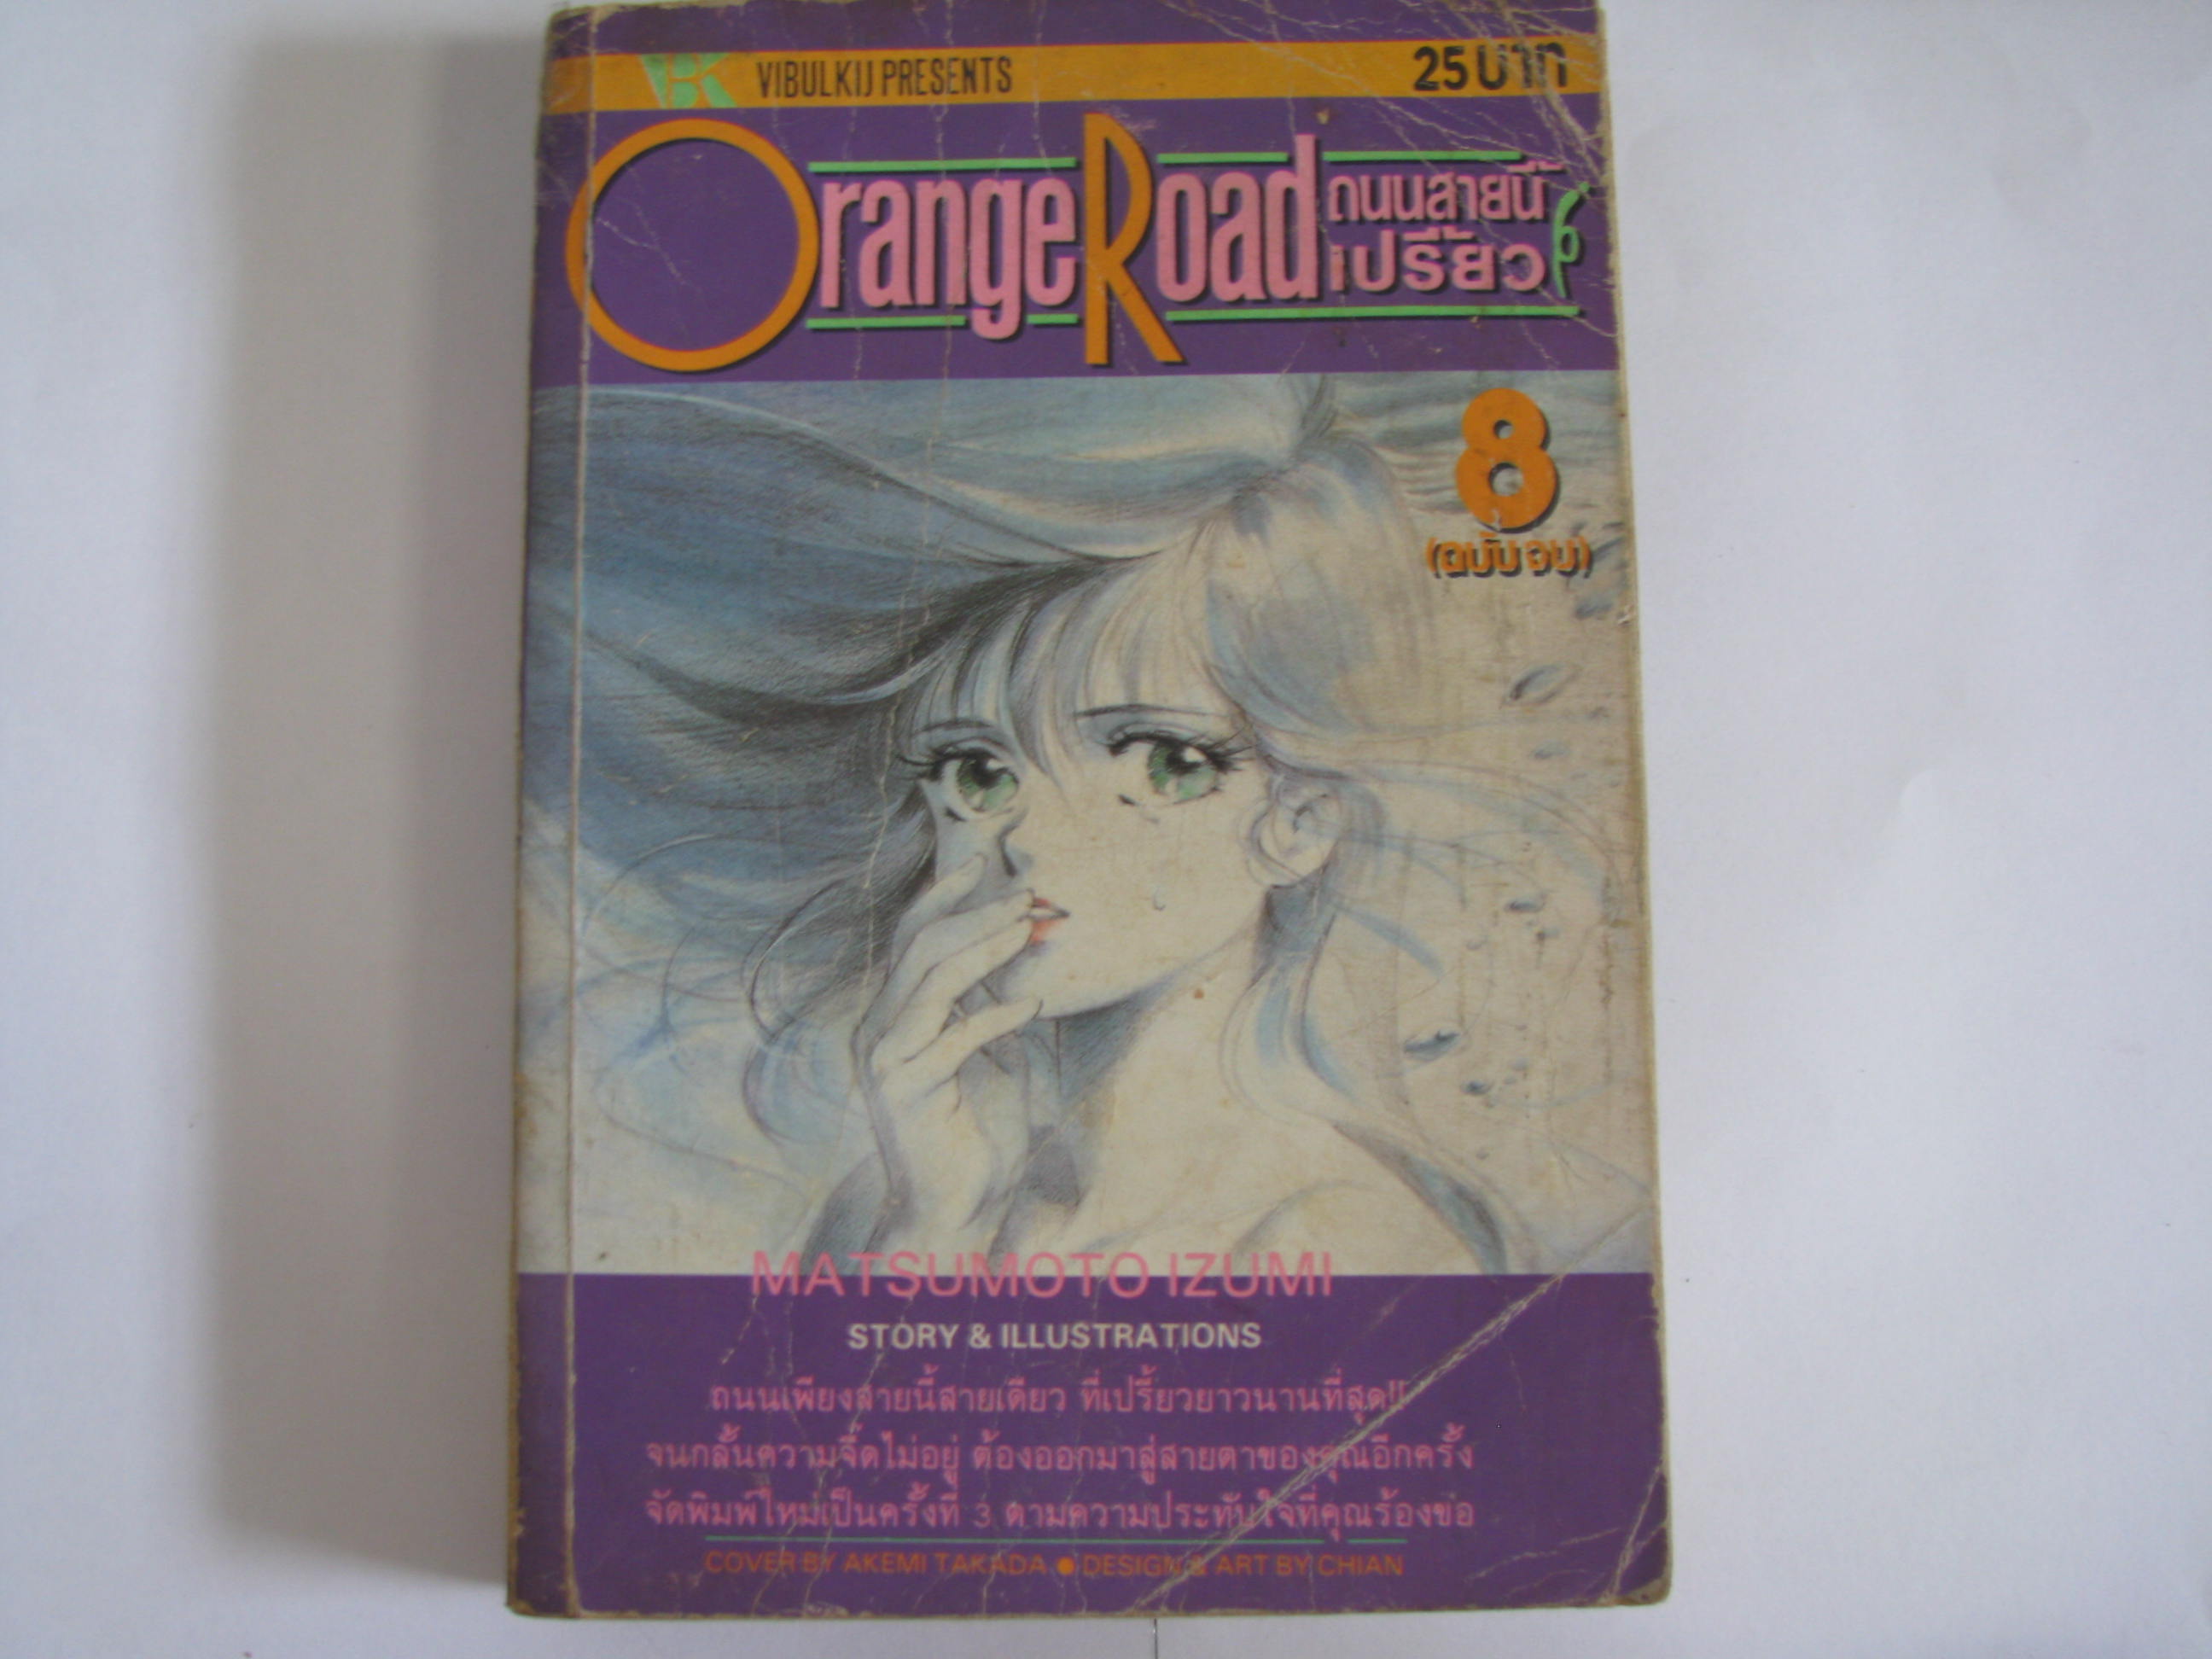 VBK VIBULKIJ PRESENTS 25 บาท
Orange Road ถนนสายนี้
เปรี้ยว
8
(ฉบับจบ)
MATSUMOTO IZUMI
STORY & ILLUSTRATIONS
ถนนเพียงสายนี้สายเดียว ที่เปรี้ยวยาวนานที่สุด!!
จนกลั้นความจี๊ดไม่อยู่ ต้องออกมาสู่สายตาของคุณอีกครั้ง
จัดพิมพ์ใหม่เป็นครั้งที่ 3 ตามความประทับใจที่คุณร้องขอ
COVER BY AKEMI TAKADA ● DESIGN & ART BY CHIAN